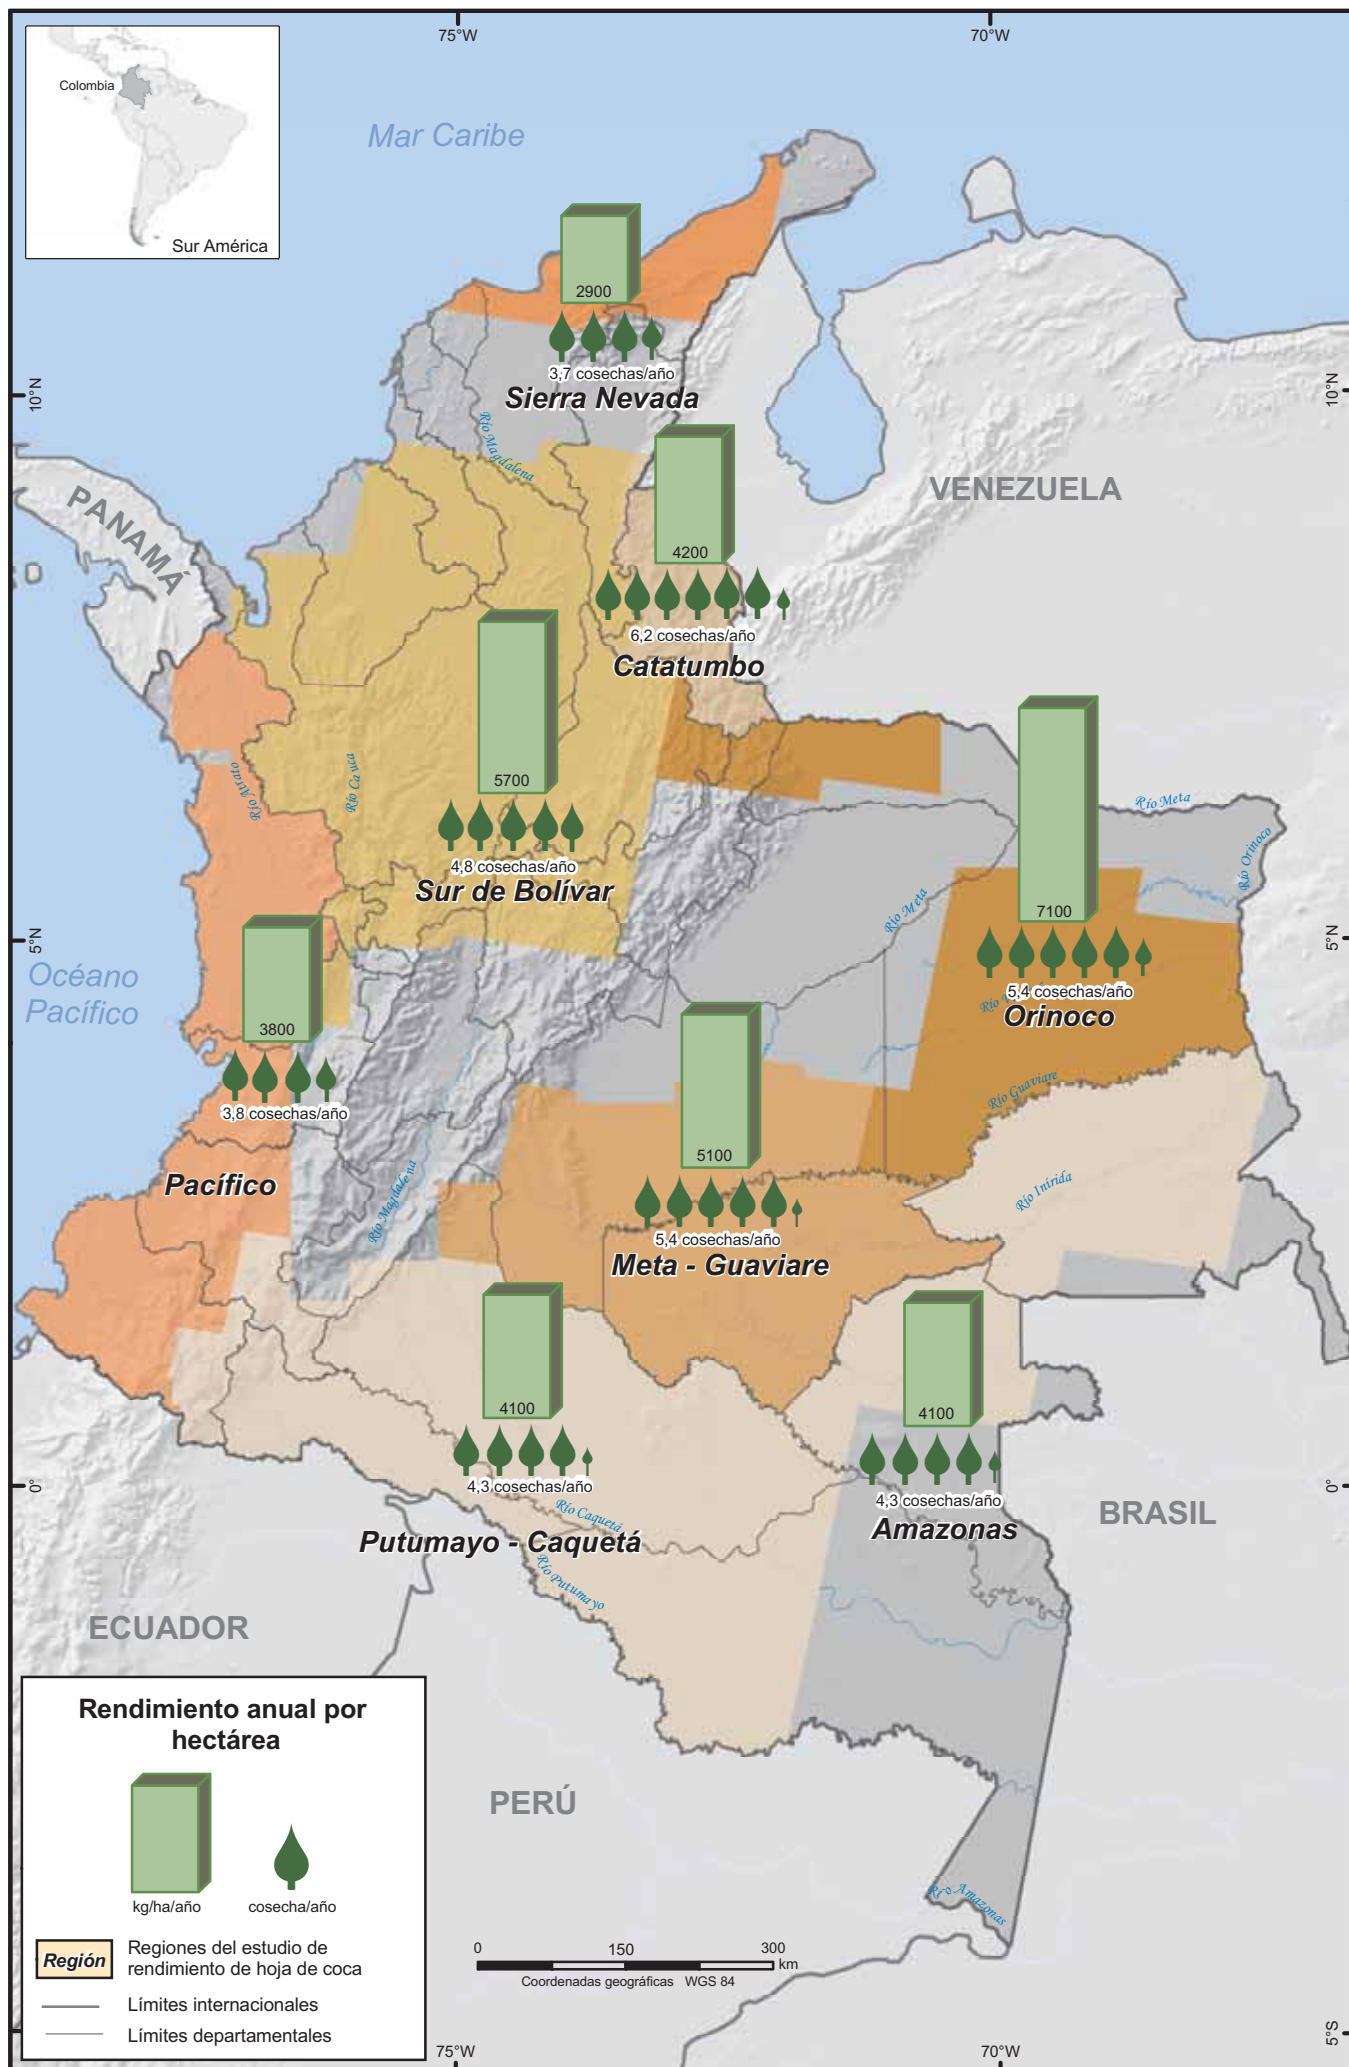 75°W
70°W
Colombia
Sur América
Mar Caribe
2900
3,7 cosechas/año
Sierra Nevada
10°N
10°N
Río Magdalena
PANAMÁ
VENEZUELA
4200
6,2 cosechas/año
Catatumbo
5700
4,8 cosechas/año
Sur de Bolívar
Río Atrato
Río Cauca
Río Meta
Río Orinoco
7100
5,4 cosechas/año
Orinoco
Río Meta
5°N
5°N
Océano
Pacífico
3800
3,8 cosechas/año
Pacífico
5100
5,4 cosechas/año
Meta - Guaviare
Río Guaviare
Río Inírida
Río Magdalena
4100
4,3 cosechas/año
Putumayo - Caquetá
4100
4,3 cosechas/año
Amazonas
0°
0°
Río Caquetá
Río Putumayo
BRASIL
ECUADOR
PERÚ
Río Amazonas
Rendimiento anual por
hectárea
kg/ha/año
cosecha/año
Región
Regiones del estudio de
rendimiento de hoja de coca
Límites internacionales
Límites departamentales
0
150
300
km
Coordenadas geográficas WGS 84
5°S
75°W
70°W